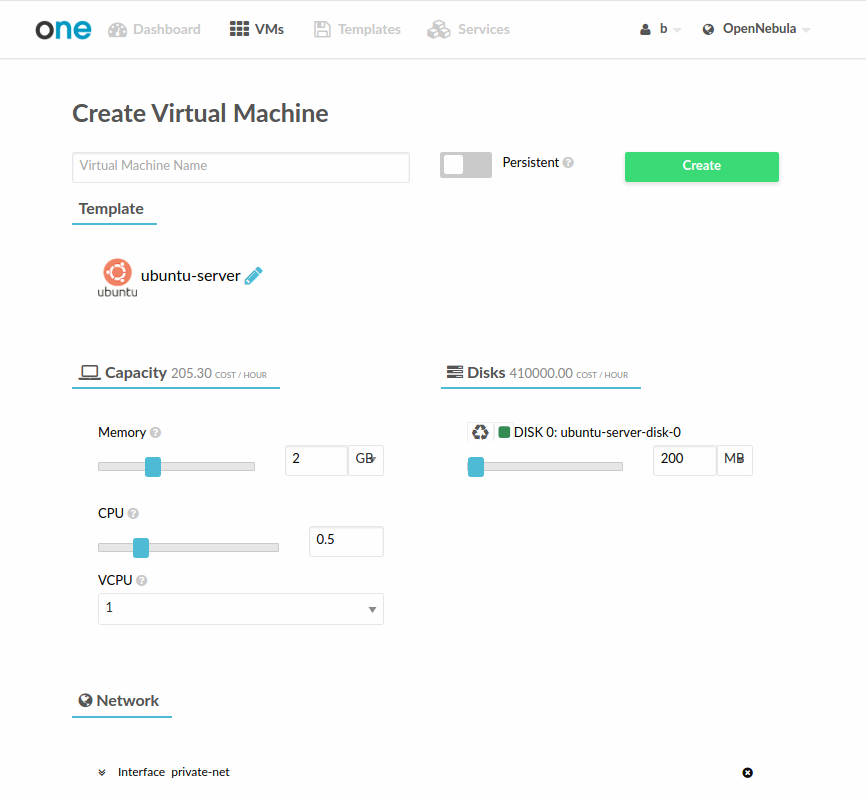 one Dashboard VMs Templates Services b OpenNebula
Create Virtual Machine
Virtual Machine Name Persistent ? Create
Template
ubuntu ubuntu-server
Capacity 205.30 COST / HOUR Disks 410000.00 COST / HOUR
Memory ? DISK 0: ubuntu-server-disk-0
2 GB 200 MB
CPU ?
0.5
VCPU ?
1
Network
Interface private-net